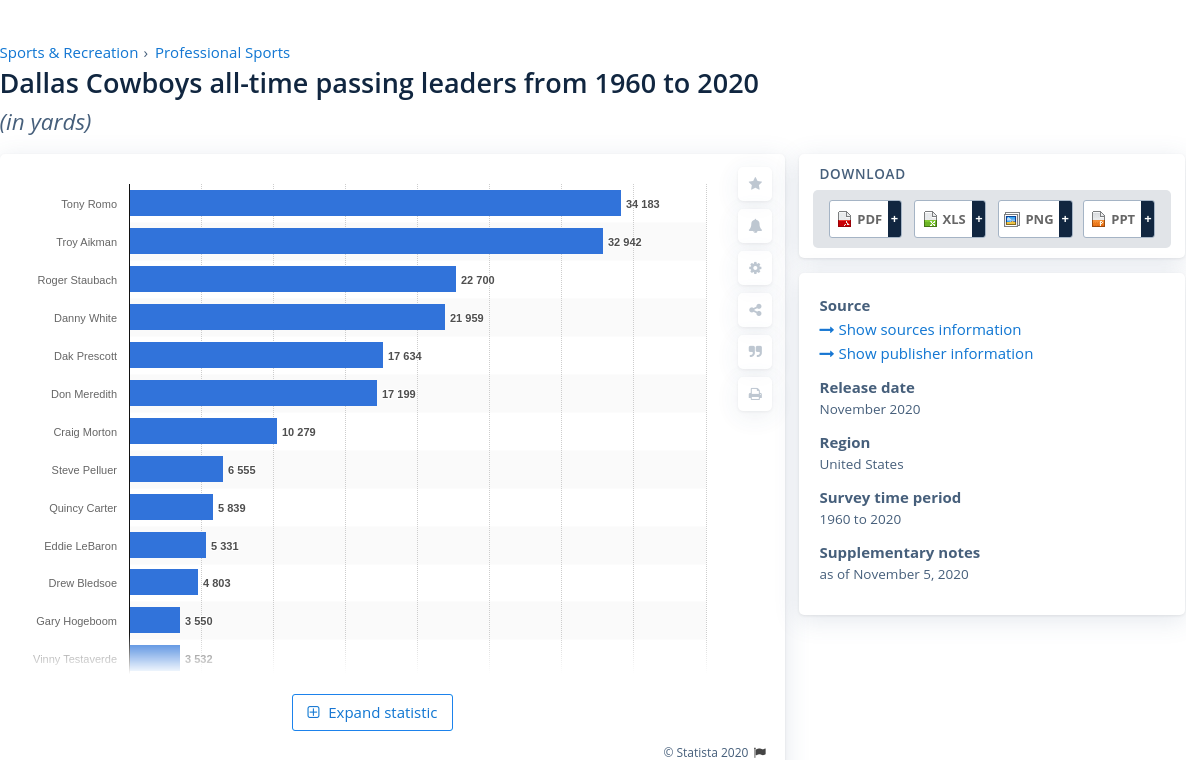 Sports & Recreation › Professional Sports
Dallas Cowboys all-time passing leaders from 1960 to 2020
(in yards)
Tony Romo 34 183
Troy Aikman 32 942
Roger Staubach 22 700
Danny White 21 959
Dak Prescott 17 634
Don Meredith 17 199
Craig Morton 10 279
Steve Pelluer 6 555
Quincy Carter 5 839
Eddie LeBaron 5 331
Drew Bledsoe 4 803
Gary Hogeboom 3 550
Vinny Testaverde 3 532
Expand statistic
© Statista 2020
DOWNLOAD
PDF + XLS + PNG + PPT +
Source
Show sources information
Show publisher information
Release date
November 2020
Region
United States
Survey time period
1960 to 2020
Supplementary notes
as of November 5, 2020